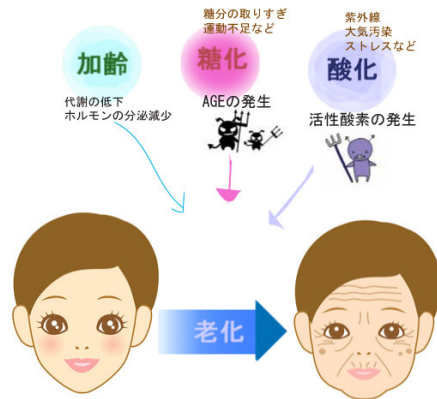 糖分の取りすぎ
運動不足など
紫外線
大気汚染
ストレスなど
加齢
糖化
酸化
代謝の低下
ホルモンの分泌減少
AGEの発生
活性酸素の発生
老化